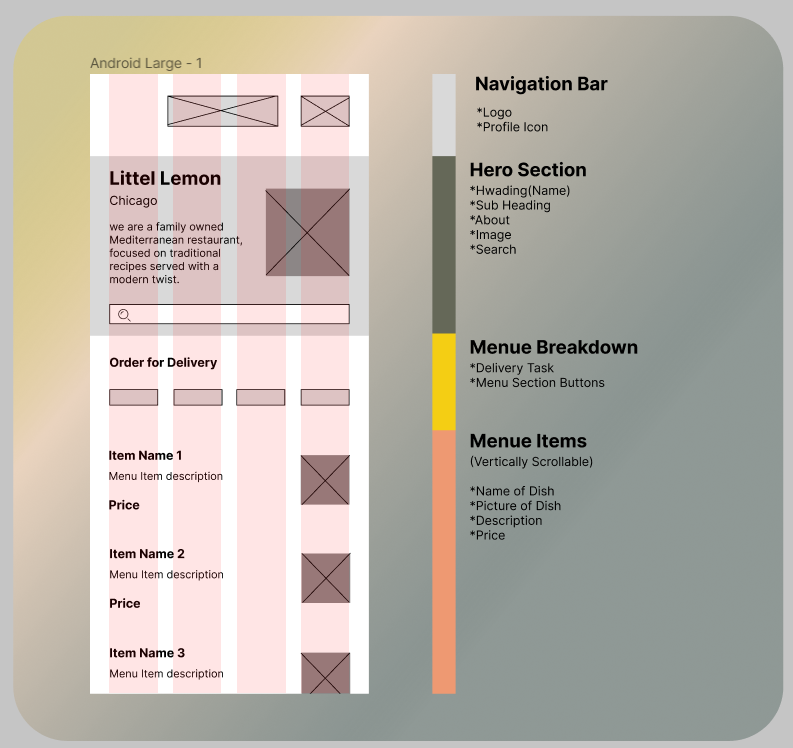 Android Large - 1
Littel Lemon
Chicago
we are a family owned
Mediterranean restaurant,
focused on traditional
recipes served with a
modern twist.
Order for Delivery
Item Name 1
Menu Item description
Price
Item Name 2
Menu Item description
Price
Item Name 3
Menu Item description
Navigation Bar
*Logo
*Profile Icon
Hero Section
*Hwading(Name)
*Sub Heading
*About
*Image
*Search
Menue Breakdown
*Delivery Task
*Menu Section Buttons
Menue Items
(Vertically Scrollable)
*Name of Dish
*Picture of Dish
*Description
*Price